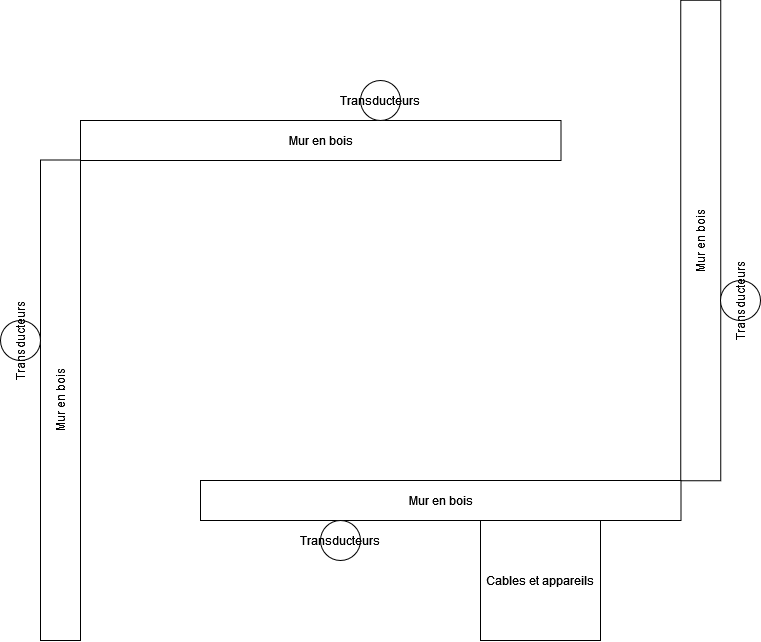 Transducteurs
Mur en bois
Mur en bois
Transducteurs
Transducteurs
Mur en bois
Mur en bois
Transducteurs
Cables et appareils